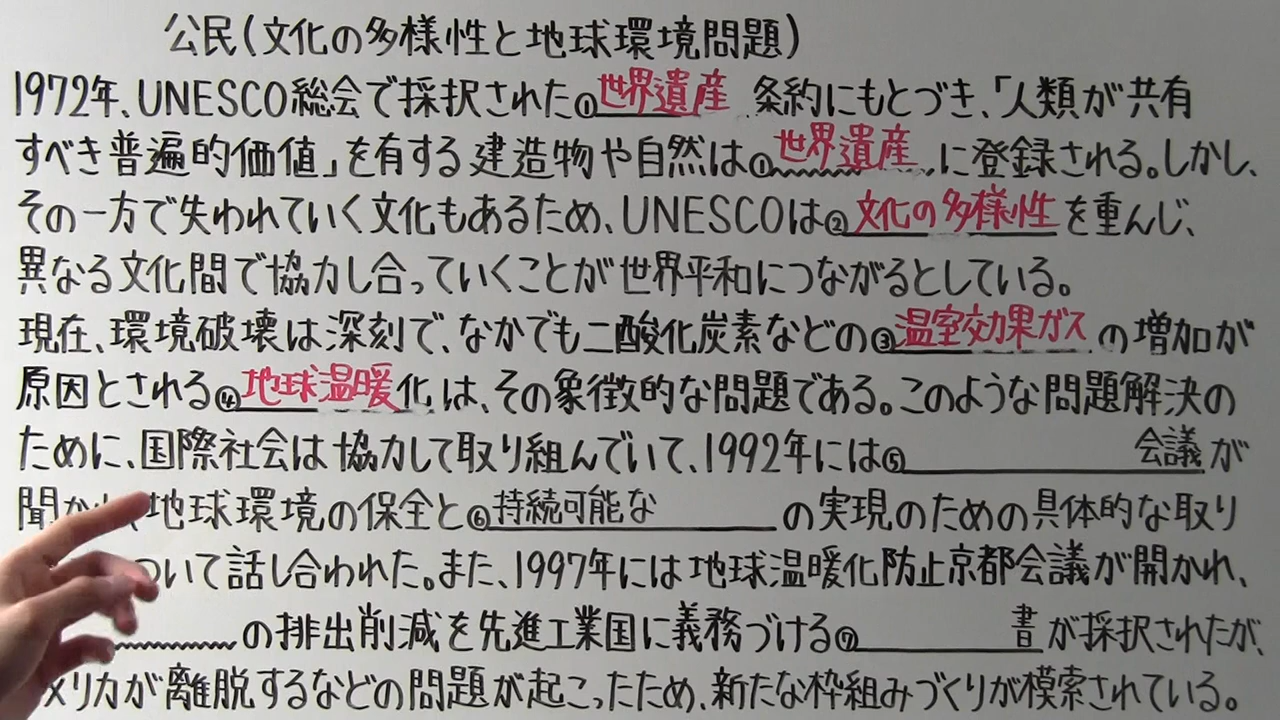 公民(文化の多様性と地球環境問題)
1972年、UNESCO総会で採択された①世界遺産 条約にもとづき、「人類が共有
すべき普遍的価値」を有する建造物や自然は①世界遺産に登録される。しかし、
その一方で失われていく文化もあるため、UNESCOは②文化の多様性を重んじ、
異なる文化間で協力し合っていくことが世界平和につながるとしている。
現在、環境破壊は深刻で、なかでも二酸化炭素などの③温室効果ガスの増加が
原因とされる④地球温暖化は、その象徴的な問題である。このような問題解決の
ために、国際社会は協力して取り組んでいて、1992年には⑤ 会議が
聞か 地球環境の保全と⑥持続可能な の実現のための具体的な取り
ついて話し合われた。また、1997年には地球温暖化防止京都会議が開かれ、
の排出削減を先進工業国に義務づける⑦ 書が採択されたが、
メリカが離脱するなどの問題が起こったため、新たな枠組みづくりが模索されている。